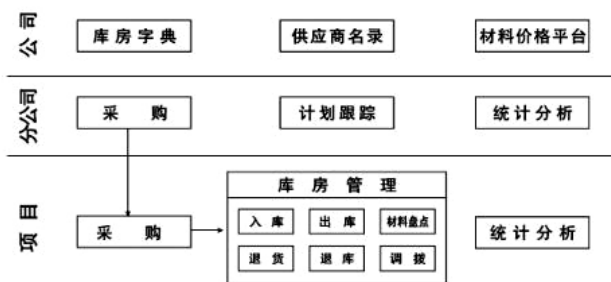 公司
库房字典
供应商名录
材料价格平台
分公司
采 购
计划跟踪
统计分析
项目
采 购
库 房 管 理
入 库
出 库
材料盘点
退 货
退 库
调 拨
统计分析